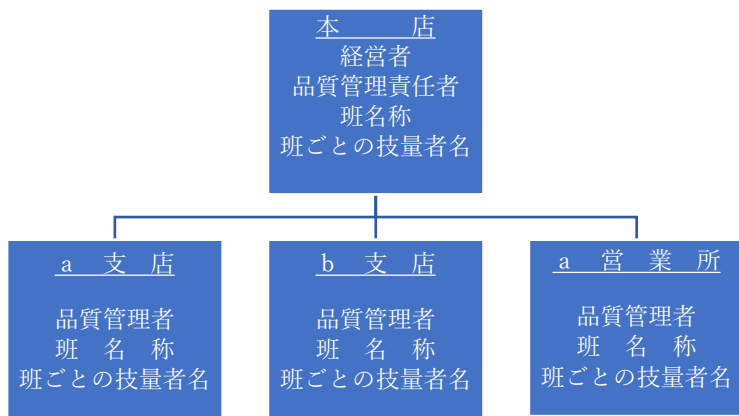 本　　店
経営者
品質管理責任者
班名称
班ごとの技量者名
a　支　店
品質管理者
班　名　称
班ごとの技量者名
b　支　店
品質管理者
班　名　称
班ごとの技量者名
a　営　業　所
品質管理者
班　名　称
班ごとの技量者名